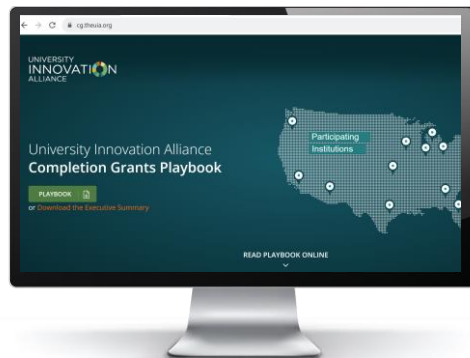 cg.theuia.org
UNIVERSITY
INNOVATION
ALLIANCE
Participating
Institutions
University Innovation Alliance
Completion Grants Playbook
PLAYBOOK
or Download the Executive Summary
READ PLAYBOOK ONLINE